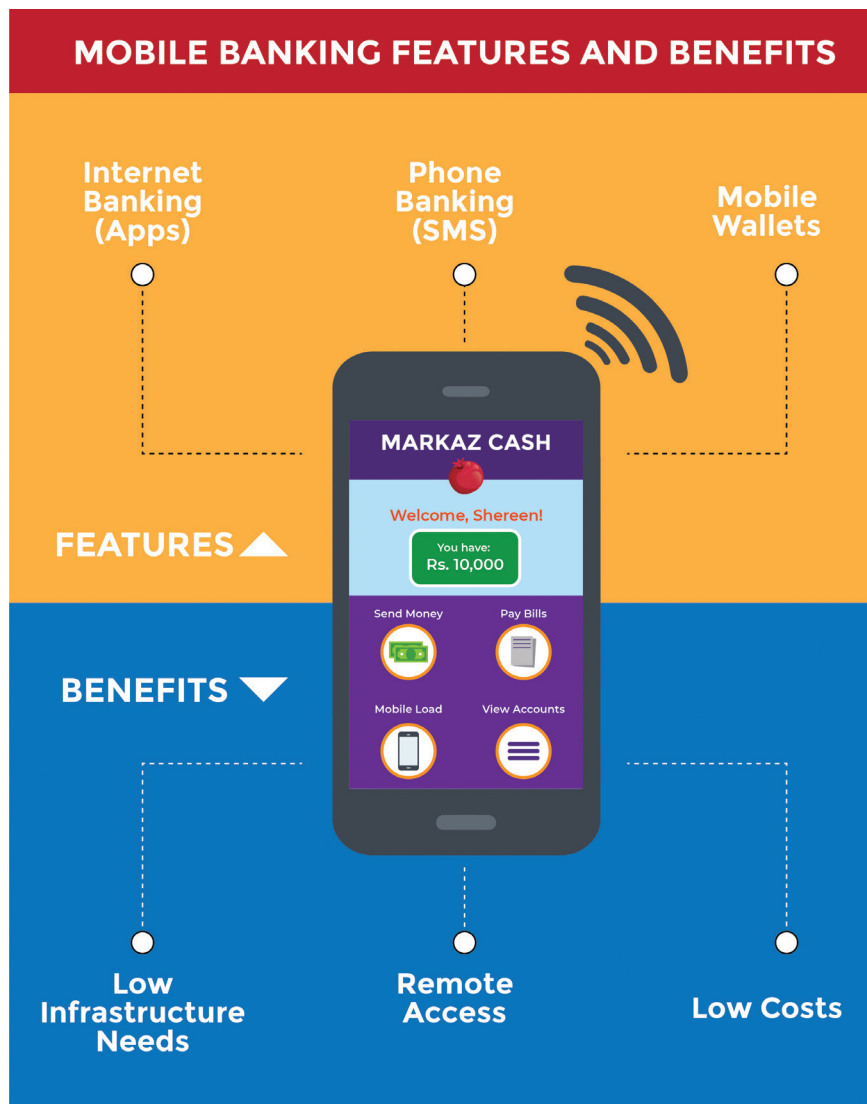 MOBILE BANKING FEATURES AND BENEFITS
Internet
Banking
(Apps)
Phone
Banking
(SMS)
Mobile
Wallets
MARKAZ CASH
Welcome, Shereen!
You have:
Rs. 10,000
FEATURES
Send Money
Pay Bills
BENEFITS
Mobile Load
View Accounts
Low
Infrastructure
Needs
Remote
Access
Low Costs